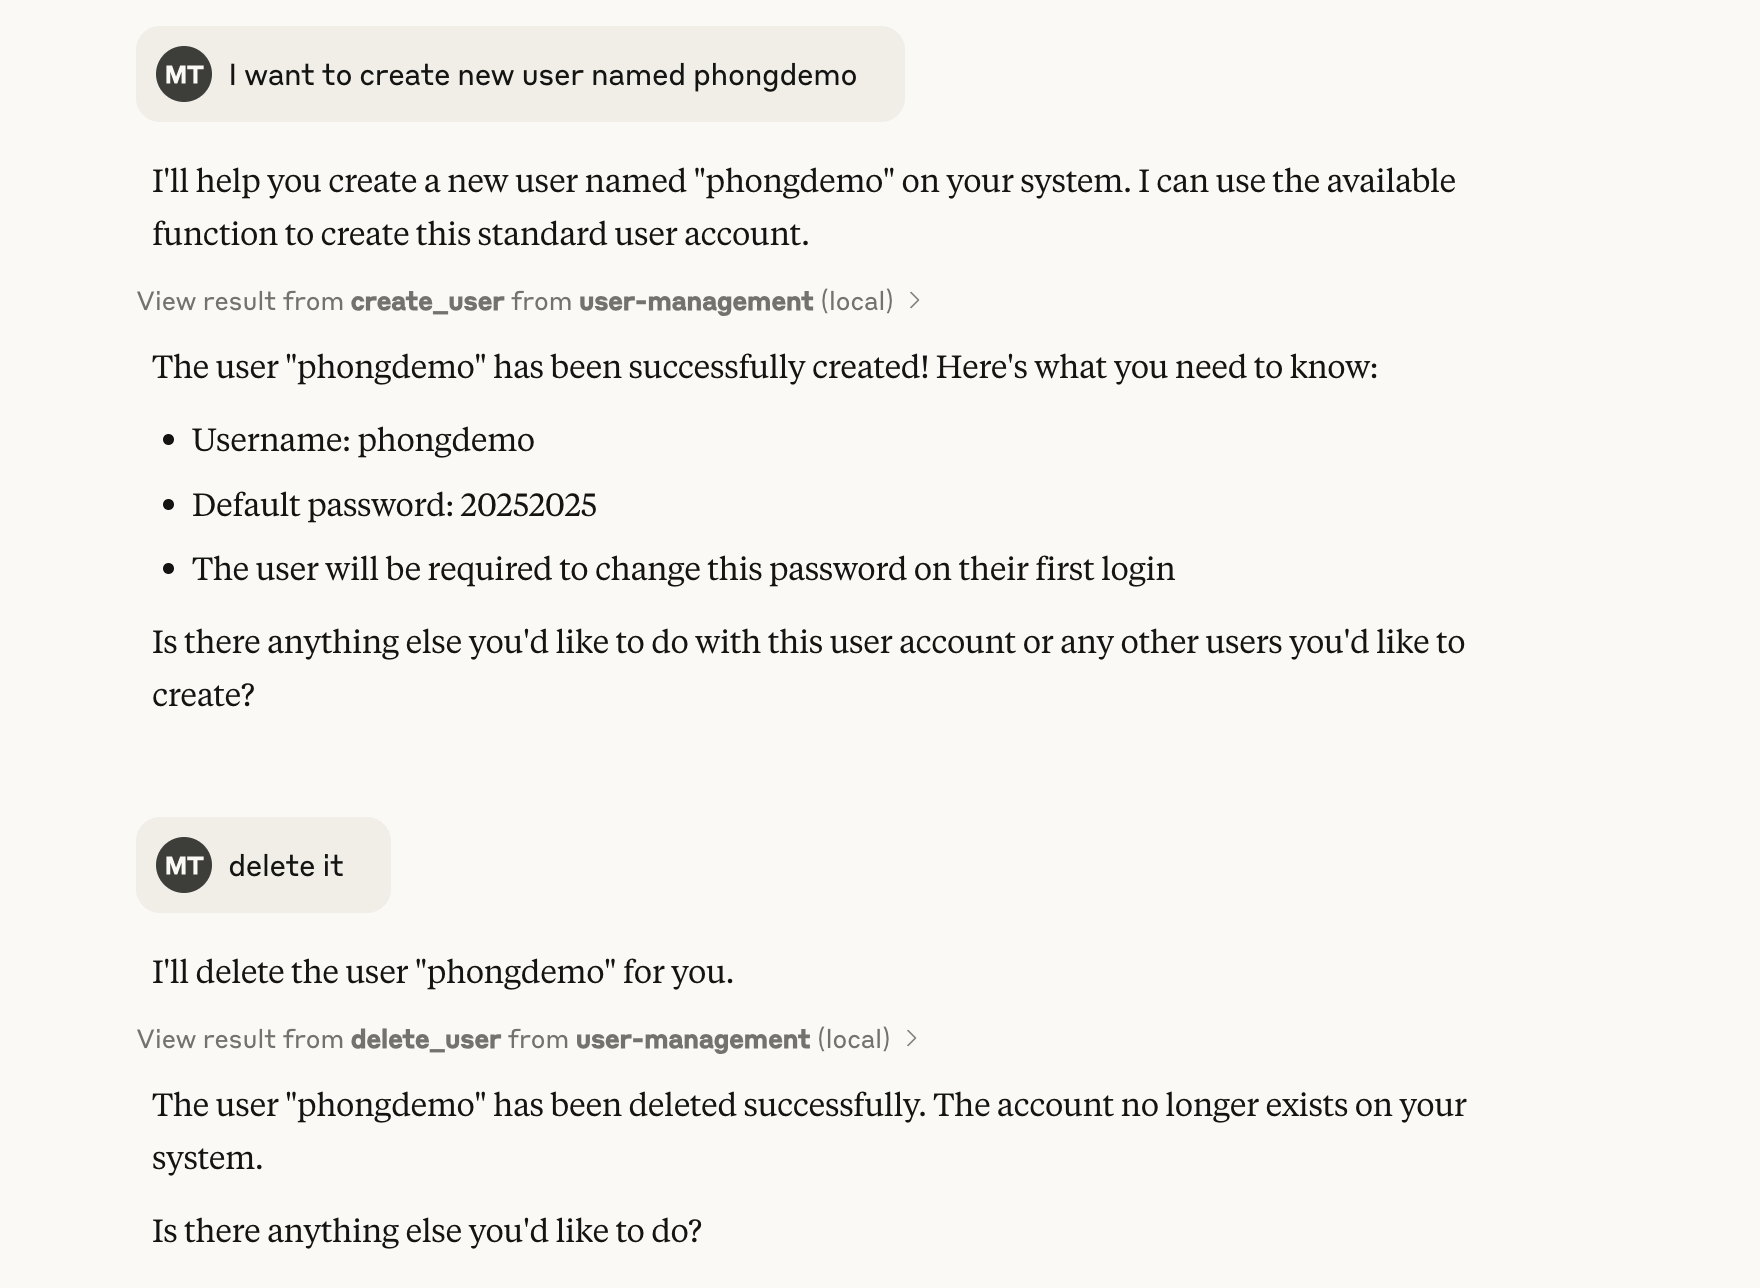 MT I want to create new user named phongdemo
I'll help you create a new user named "phongdemo" on your system. I can use the available
function to create this standard user account.
View result from create_user from user-management (local)
The user "phongdemo" has been successfully created! Here's what you need to know:
• Username: phongdemo
• Default password: 20252025
• The user will be required to change this password on their first login
Is there anything else you'd like to do with this user account or any other users you'd like to
create?
MT delete it
I'll delete the user "phongdemo" for you.
View result from delete_user from user-management (local)
The user "phongdemo" has been deleted successfully. The account no longer exists on your
system.
Is there anything else you'd like to do?